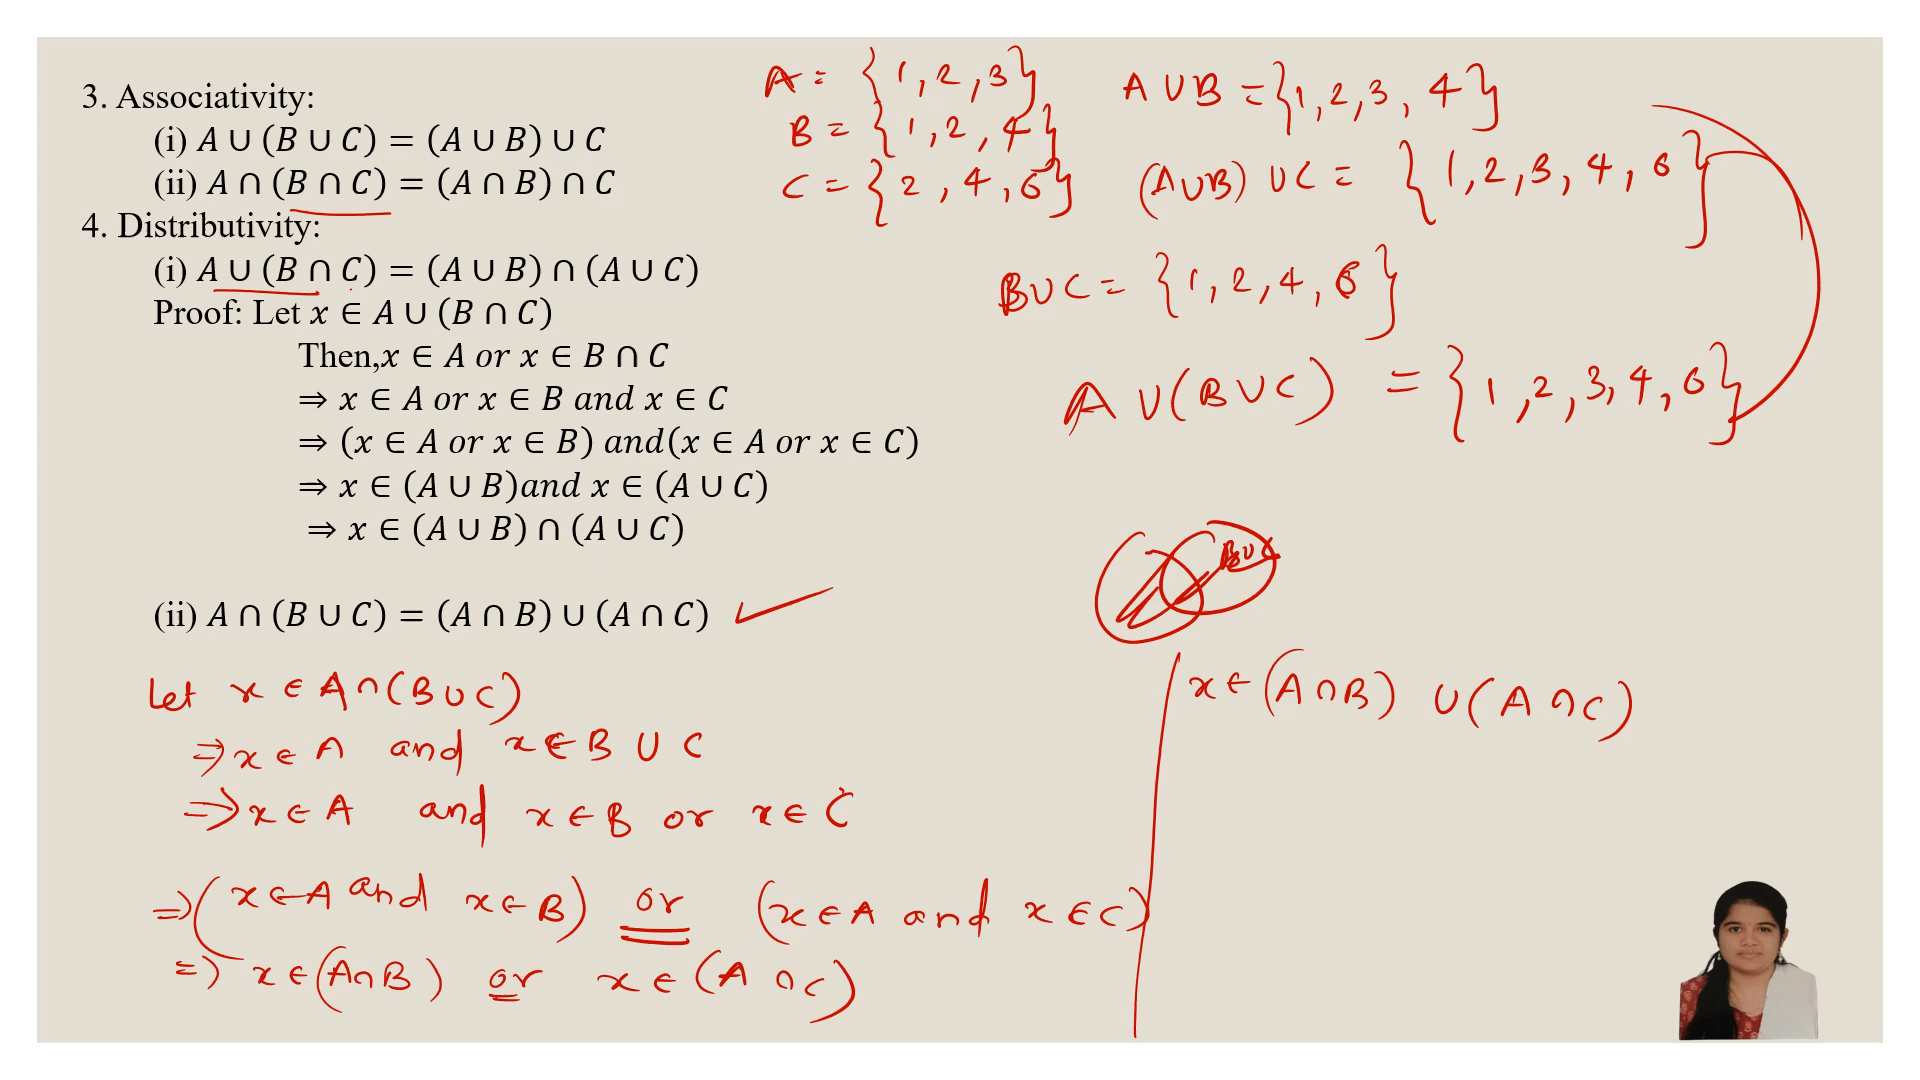 3. Associativity:
(i) A ∪ (B ∪ C) = (A ∪ B) ∪ C
(ii) A ∩ (B ∩ C) = (A ∩ B) ∩ C
4. Distributivity:
(i) A ∪ (B ∩ C) = (A ∪ B) ∩ (A ∪ C)
Proof: Let x ∈ A ∪ (B ∩ C)
Then,x ∈ A or x ∈ B ∩ C
⇒ x ∈ A or x ∈ B and x ∈ C
⇒ (x ∈ A or x ∈ B) and(x ∈ A or x ∈ C)
⇒ x ∈ (A ∪ B)and x ∈ (A ∪ C)
⇒ x ∈ (A ∪ B) ∩ (A ∪ C)
(ii) A ∩ (B ∪ C) = (A ∩ B) ∪ (A ∩ C)
Let x ∈ A ∩ (B ∪ C)
⇒ x ∈ A and x ∈ B ∪ C
⇒ x ∈ A and x ∈ B or x ∈ C
⇒ (x ∈ A and x ∈ B) or (x ∈ A and x ∈ C)
⇒ x ∈ (A ∩ B) or x ∈ (A ∩ C)
A = {1, 2, 3}
B = {1, 2, 4}
C = {2, 4, 6}
A ∪ B = {1, 2, 3, 4}
(A ∪ B) ∪ C = {1, 2, 3, 4, 6}
B ∪ C = {1, 2, 4, 6}
A ∪ (B ∪ C) = {1, 2, 3, 4, 6}
B ∪ C
x ∈ (A ∩ B) ∪ (A ∩ C)